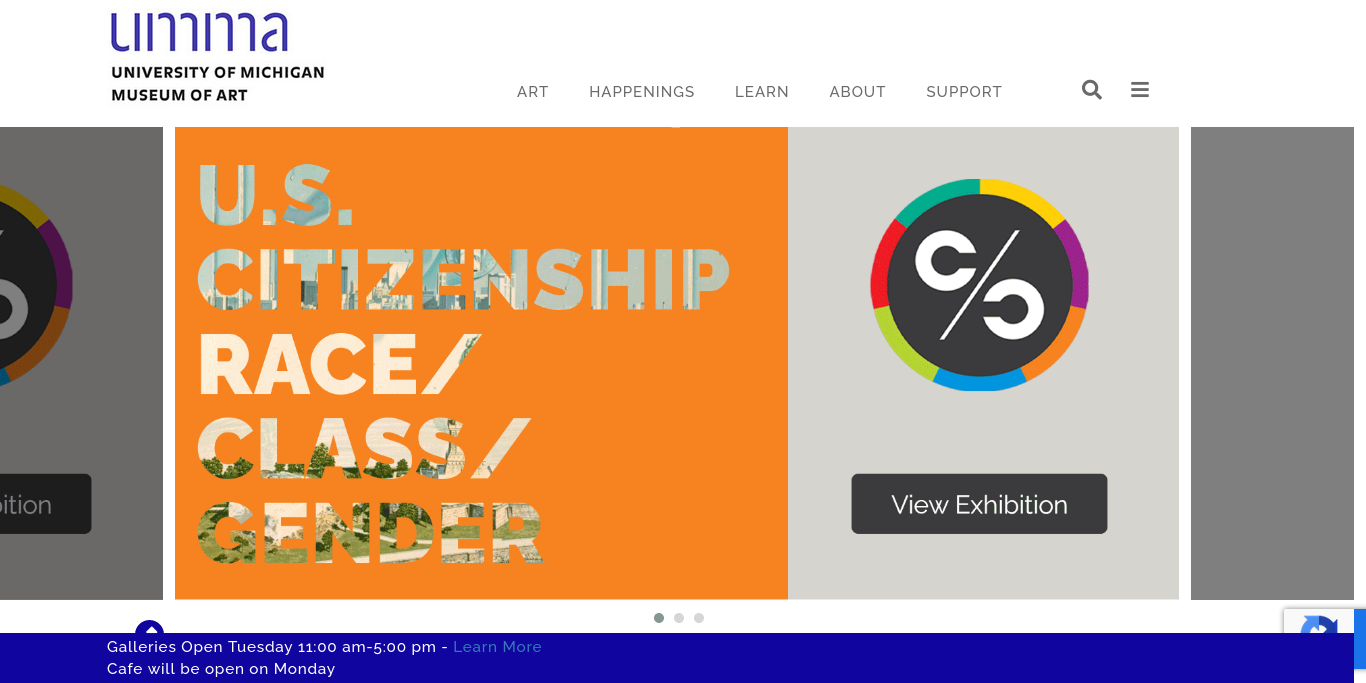 umma
UNIVERSITY OF MICHIGAN
MUSEUM OF ART
ART HAPPENINGS LEARN ABOUT SUPPORT
U.S.
CITIZENSHIP
RACE/
CLASS/
GENDER
C/C
View Exhibition
Galleries Open Tuesday 11:00 am-5:00 pm - Learn More
Cafe will be open on Monday